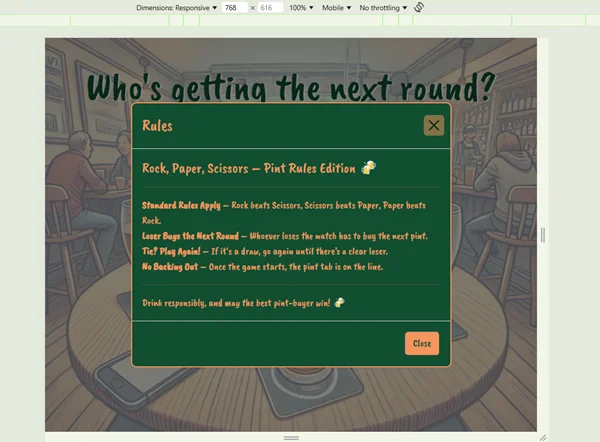 Dimensions: Responsive ▼ 768 × 616 100% ▼ Mobile ▼ No throttling ▼
Who's getting the next round?
Rules
Rock, Paper, Scissors – Pint Rules Edition 🍻
Standard Rules Apply – Rock beats Scissors, Scissors beats Paper, Paper beats
Rock.
Loser Buys the Next Round – Whoever loses the match has to buy the next pint.
Tie? Play Again! – If it's a draw, go again until there's a clear loser.
No Backing Out – Once the game starts, the pint tab is on the line.
Drink responsibly, and may the best pint-buyer win! 🍻
Close